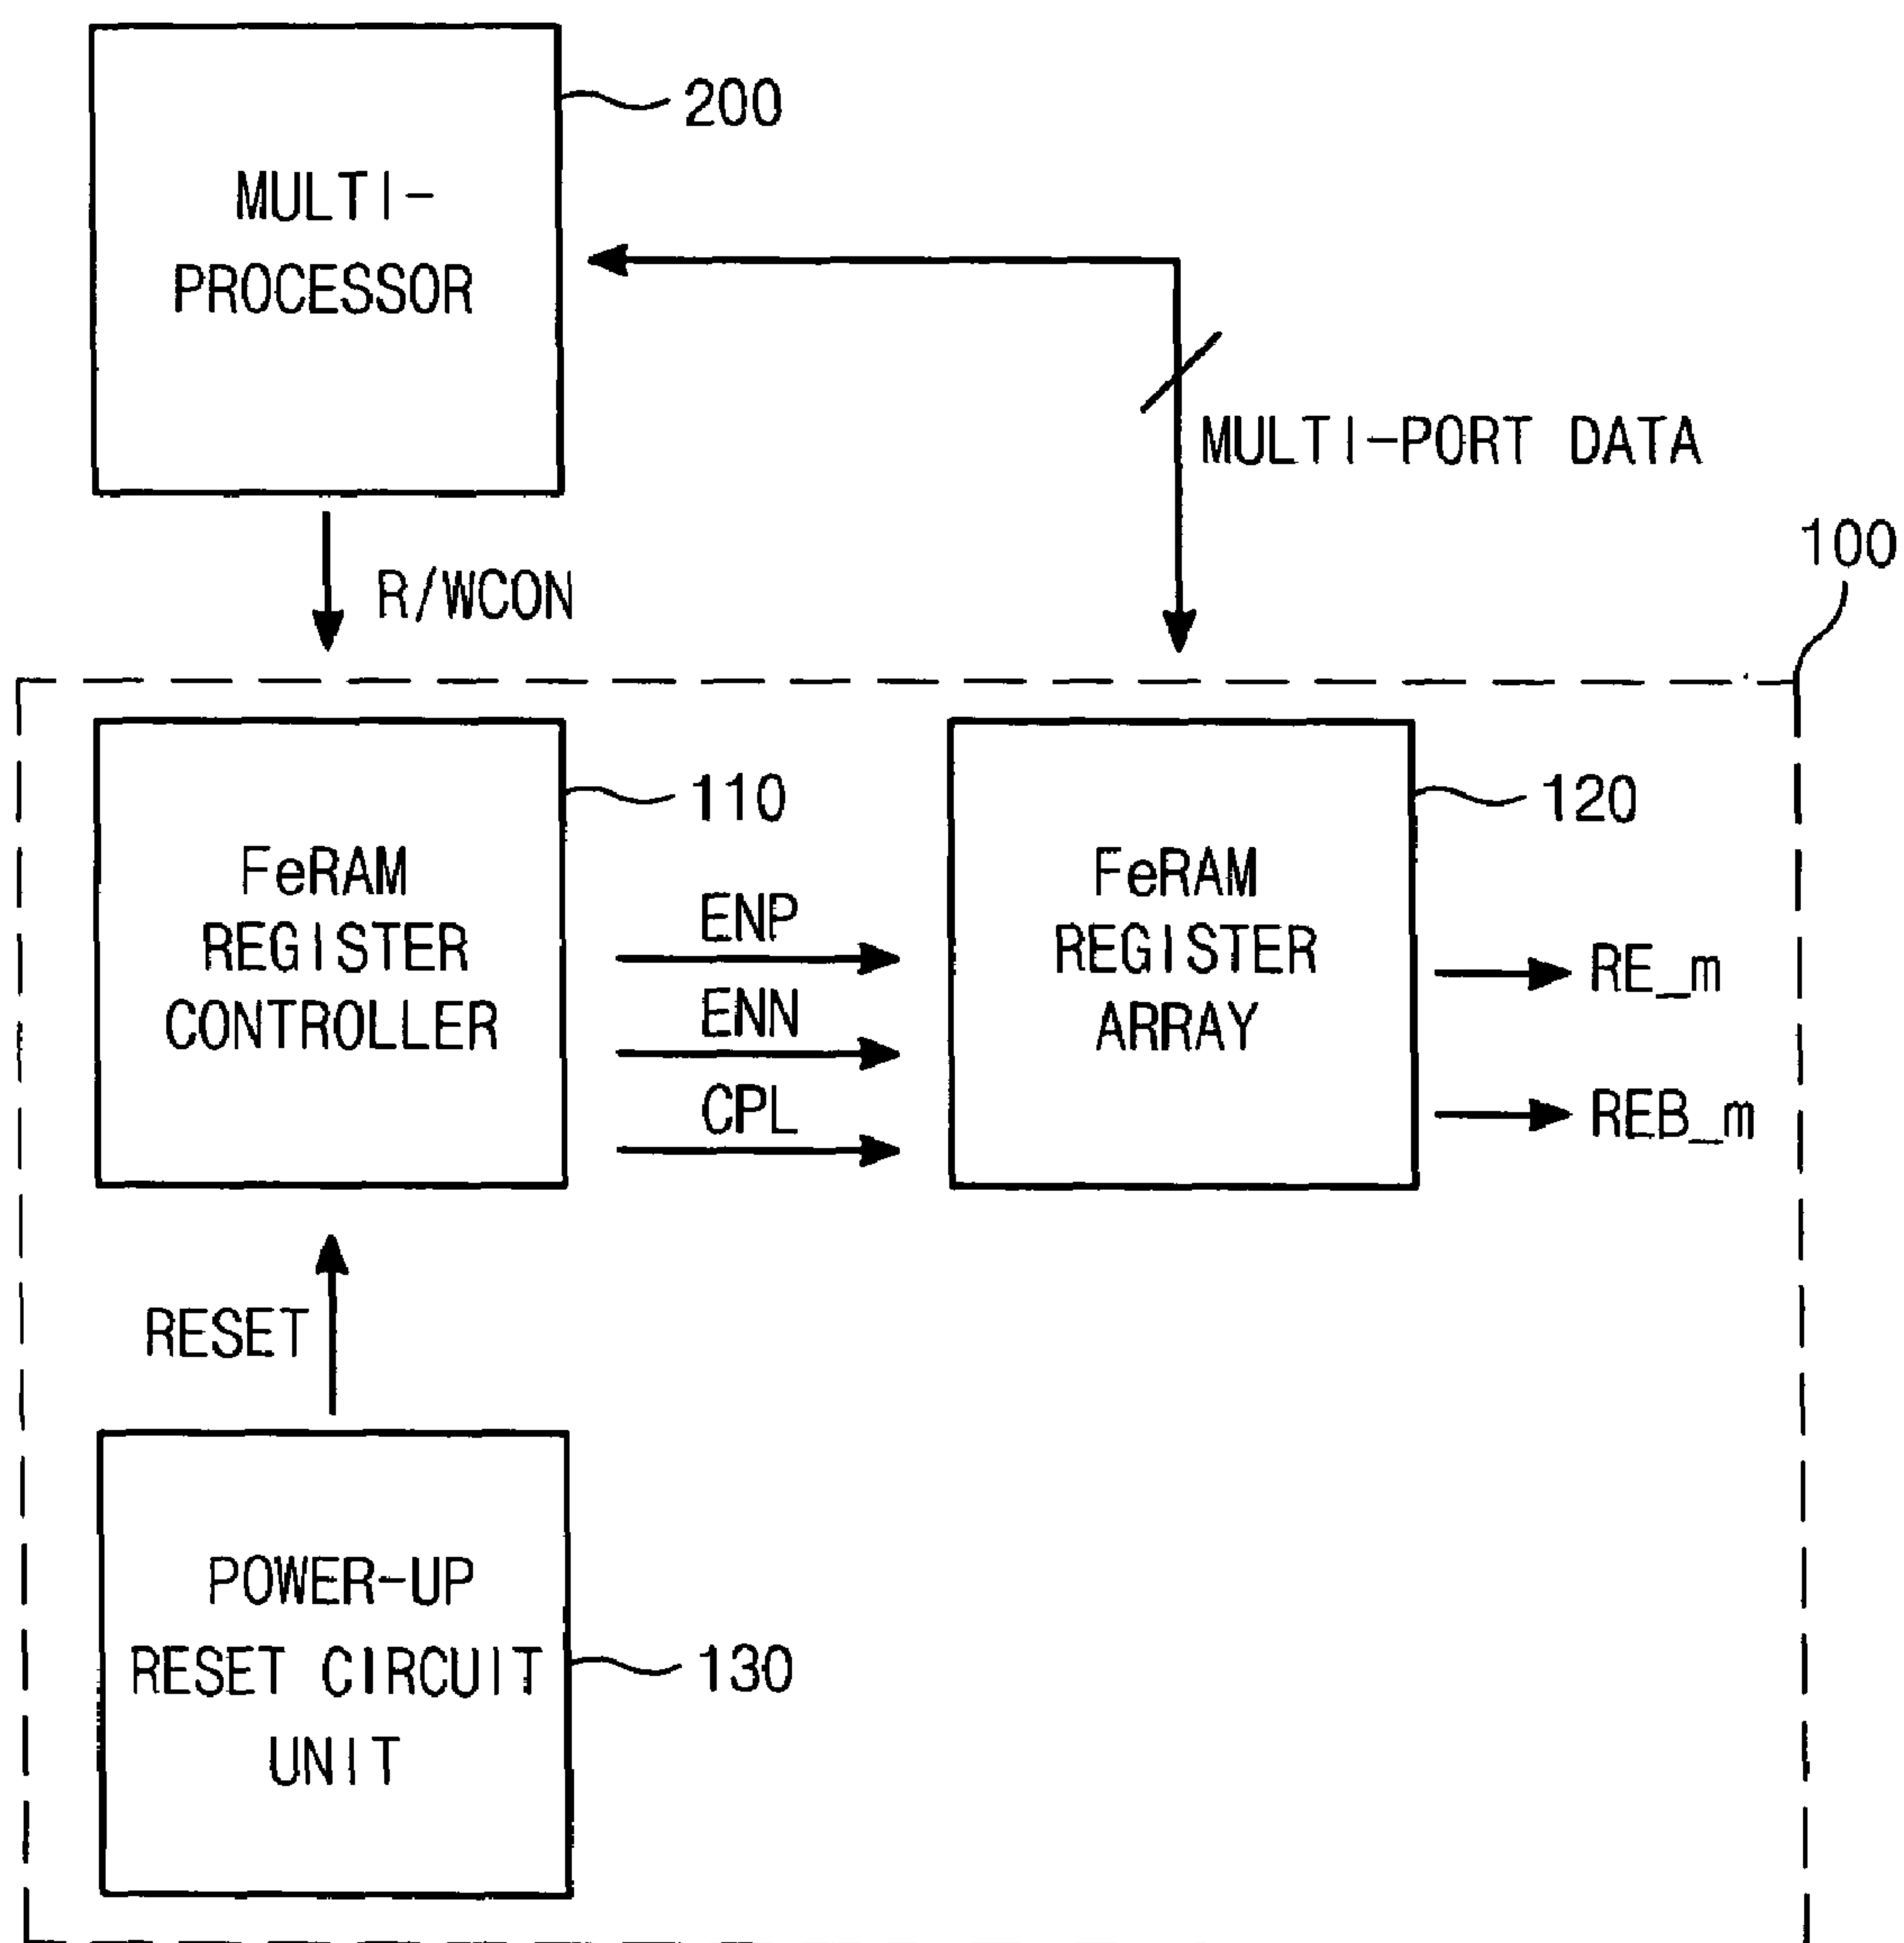 200
MULTI-
PROCESSOR
MULTI-PORT DATA
100
R/WCON
110
120
FeRAM
REGISTER
CONTROLLER
ENP
ENN
CPL
FeRAM
REGISTER
ARRAY
RE_m
REB_m
RESET
POWER-UP
RESET CIRCUIT
UNIT
130